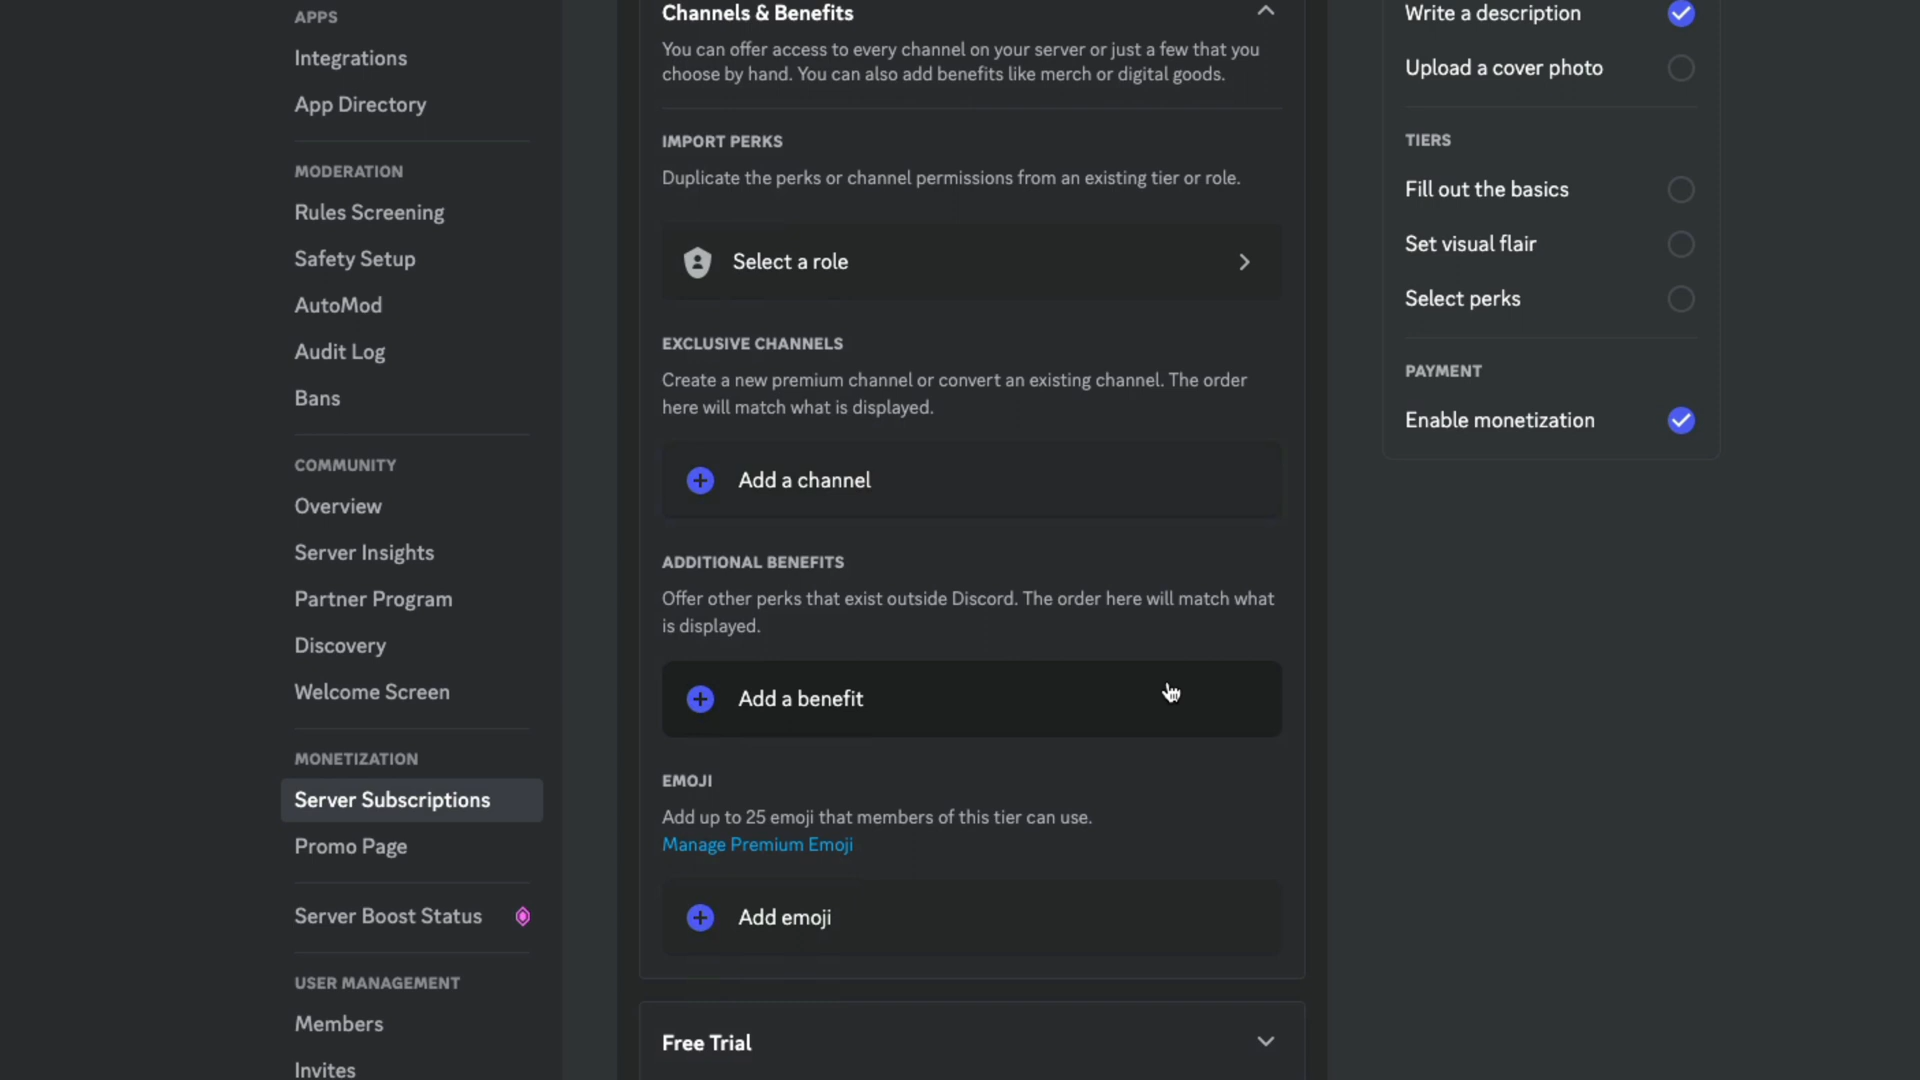 APPS
Integrations
App Directory
MODERATION
Rules Screening
Safety Setup
AutoMod
Audit Log
Bans
COMMUNITY
Overview
Server Insights
Partner Program
Discovery
Welcome Screen
MONETIZATION
Server Subscriptions
Promo Page
Server Boost Status
USER MANAGEMENT
Members
Invites
Channels & Benefits
You can offer access to every channel on your server or just a few that you
choose by hand. You can also add benefits like merch or digital goods.
IMPORT PERKS
Duplicate the perks or channel permissions from an existing tier or role.
Select a role
EXCLUSIVE CHANNELS
Create a new premium channel or convert an existing channel. The order
here will match what is displayed.
Add a channel
ADDITIONAL BENEFITS
Offer other perks that exist outside Discord. The order here will match what
is displayed.
Add a benefit
EMOJI
Add up to 25 emoji that members of this tier can use.
Manage Premium Emoji
Add emoji
Free Trial
Write a description
Upload a cover photo
TIERS
Fill out the basics
Set visual flair
Select perks
PAYMENT
Enable monetization